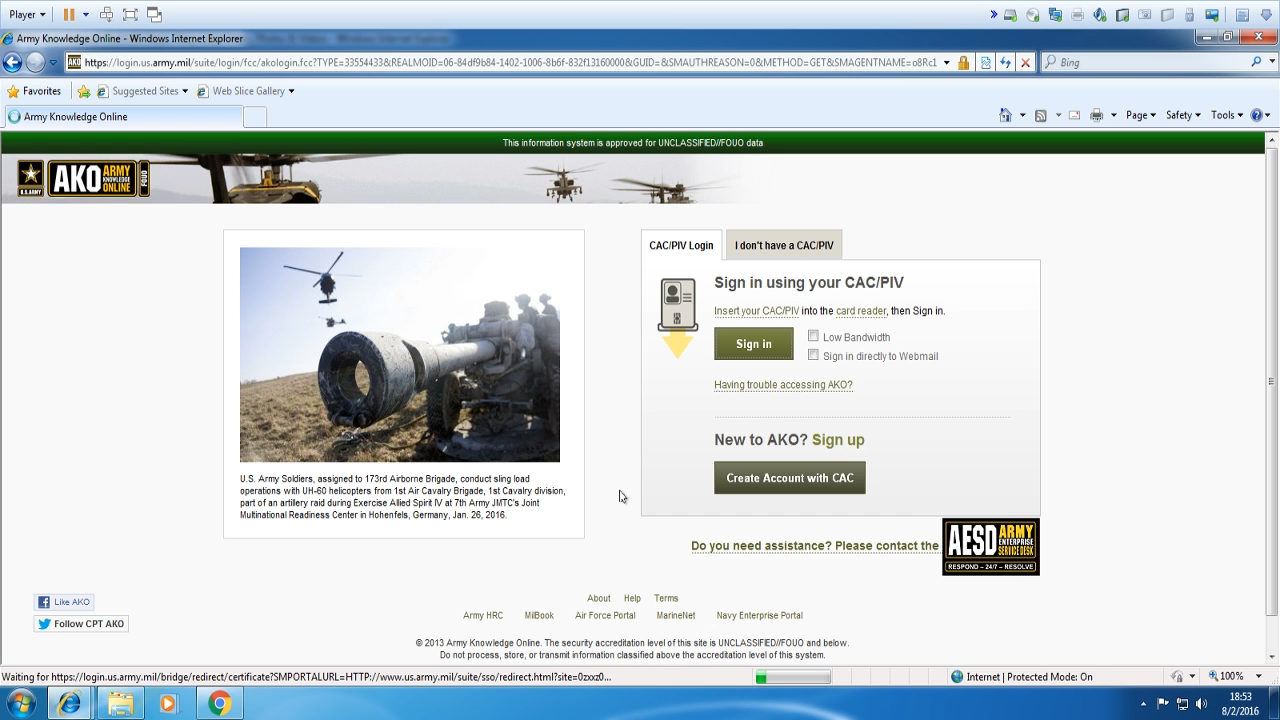 Player
Army Knowledge Online - Windows Internet Explorer
https://login.us.army.mil/suite/login/fcc/akologin.fcc?TYPE=33554433&REALMOID=06-84df9b84-1402-1006-8b6f-832f13160000&GUID=&SMAUTHREASON=0&METHOD=GET&SMAGENTNAME=o8Rc1
Bing
Favorites
Suggested Sites
Web Slice Gallery
Army Knowledge Online
Page
Safety
Tools
This information system is approved for UNCLASSIFIED//FOUO data
U.S. ARMY
AKO ARMY KNOWLEDGE ONLINE FOUO
CAC/PIV Login
I don't have a CAC/PIV
Sign in using your CAC/PIV
Insert your CAC/PIV into the card reader, then Sign in.
Sign in
Low Bandwidth
Sign in directly to Webmail
Having trouble accessing AKO?
New to AKO? Sign up
Create Account with CAC
U.S. Army Soldiers, assigned to 173rd Airborne Brigade, conduct sling load
operations with UH-60 helicopters from 1st Air Cavalry Brigade, 1st Cavalry division,
part of an artillery raid during Exercise Allied Spirit IV at 7th Army JMTC's Joint
Multinational Readiness Center in Hohenfels, Germany, Jan. 26, 2016.
Do you need assistance? Please contact the
AESD ARMY ENTERPRISE SERVICE DESK
RESPOND – 24/7 – RESOLVE
Like AKO
Follow CPT AKO
About Help Terms
Army HRC MilBook Air Force Portal MarineNet Navy Enterprise Portal
© 2013 Army Knowledge Online. The security accreditation level of this site is UNCLASSIFIED//FOUO and below.
Do not process, store, or transmit information classified above the accreditation level of this system.
Waiting for https://login.us.army.mil/bridge/redirect/certificate?SMPORTALURL=HTTP://www.us.army.mil/suite/sso/redirect.html?site=0zxxz0...
Internet | Protected Mode: On
100%
18:53
8/2/2016